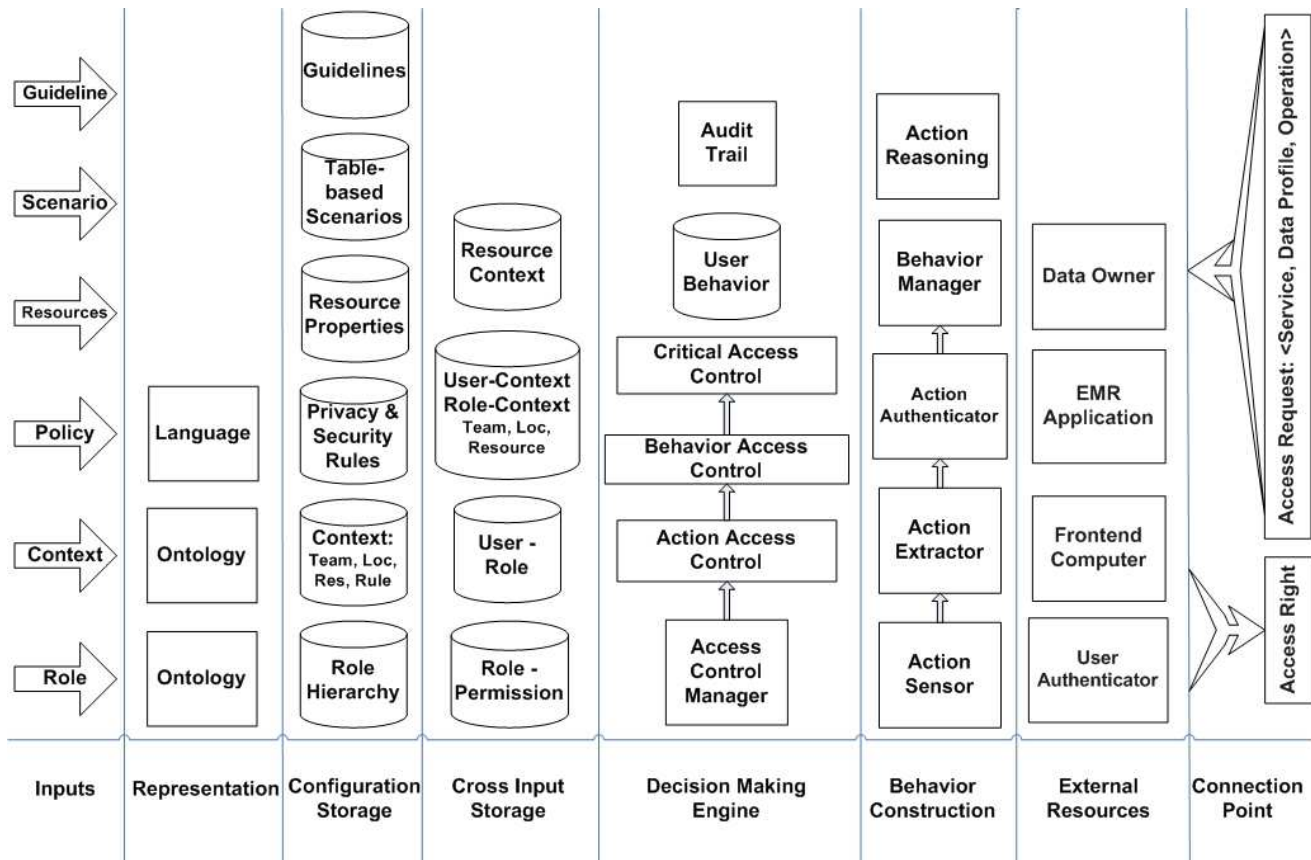 Guideline
Scenario
Resources
Policy
Context
Role
Language
Ontology
Ontology
Guidelines
Table-
based
Scenarios
Resource
Properties
Privacy &
Security
Rules
Context:
Team, Loc,
Res, Rule
Role
Hierarchy
Resource
Context
User-Context
Role-Context
Team, Loc,
Resource
User -
Role
Role -
Permission
Audit
Trail
User
Behavior
Critical Access
Control
Behavior Access
Control
Action Access
Control
Access
Control
Manager
Action
Reasoning
Behavior
Manager
Action
Authenticator
Action
Extractor
Action
Sensor
Data Owner
EMR
Application
Frontend
Computer
User
Authenticator
Access Request: <Service, Data Profile, Operation>
Access Right
Inputs
Representation
Configuration
Storage
Cross Input
Storage
Decision Making
Engine
Behavior
Construction
External
Resources
Connection
Point